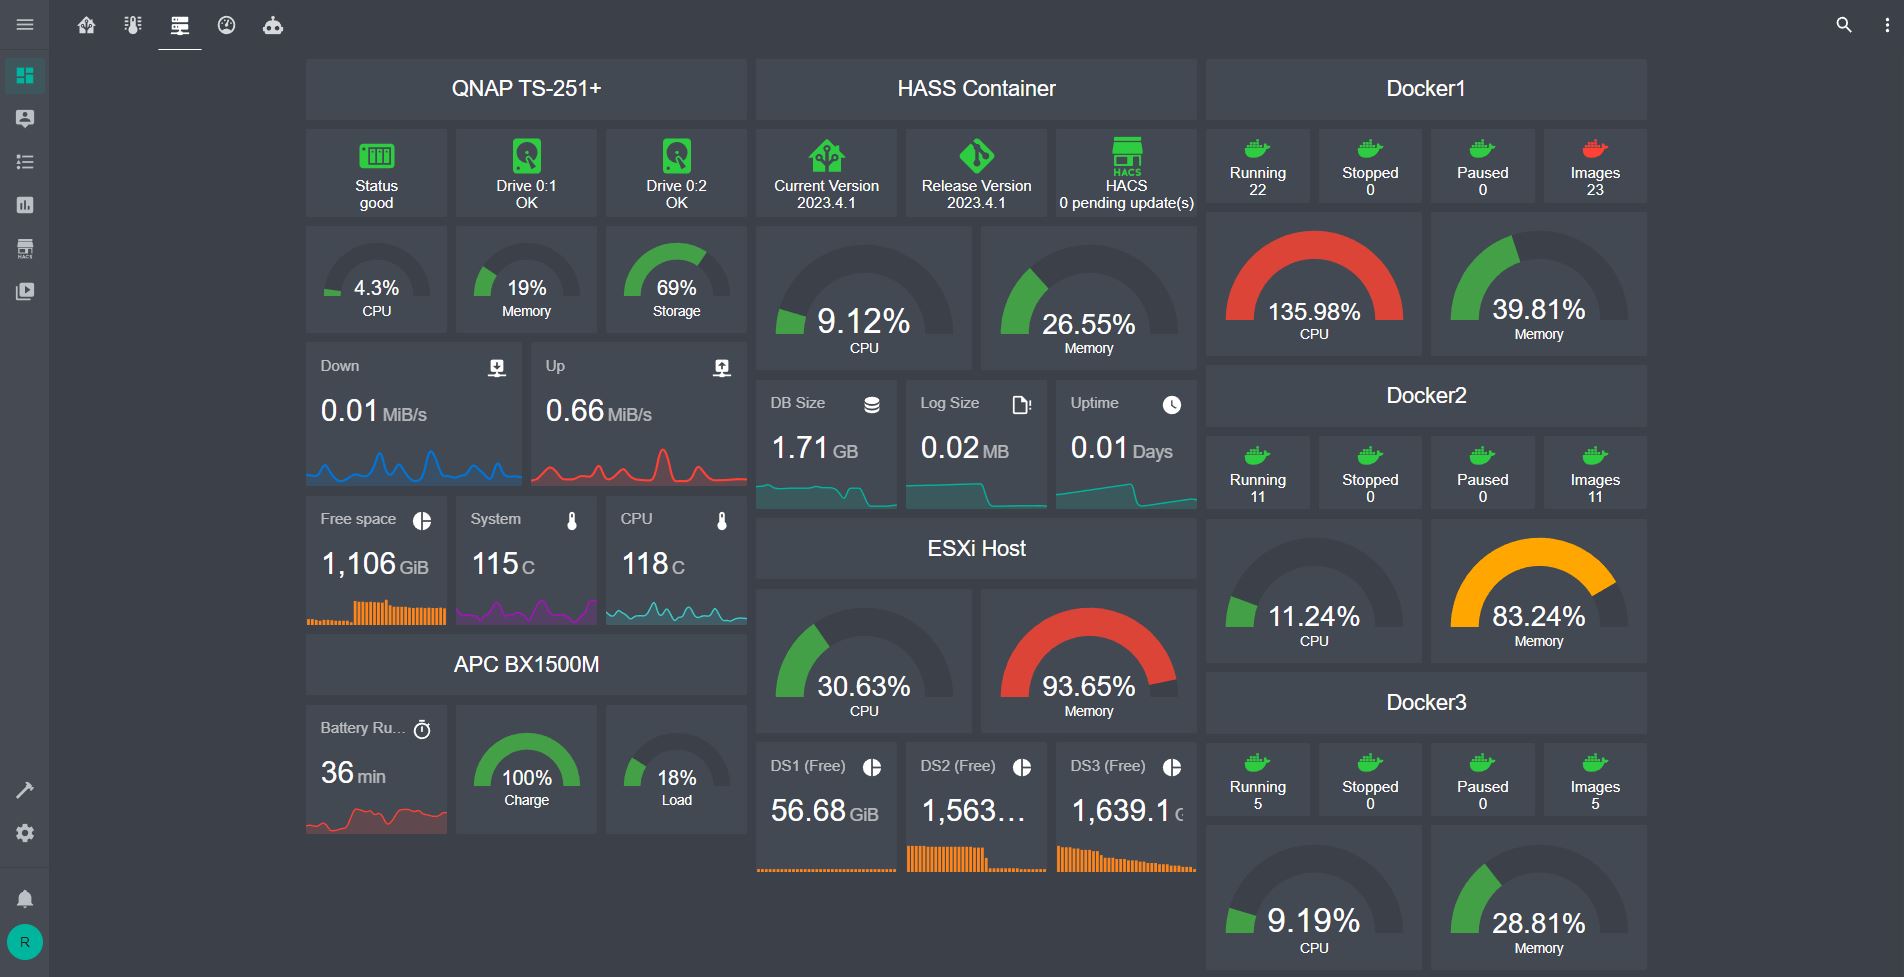 QNAP TS-251+
Status
good
Drive 0:1
OK
Drive 0:2
OK
4.3%
CPU
19%
Memory
69%
Storage
Down
0.01 MiB/s
Up
0.66 MiB/s
Free space
1,106 GiB
System
115 C
CPU
118 C
APC BX1500M
Battery Ru...
36 min
100%
Charge
18%
Load
HASS Container
Current Version
2023.4.1
Release Version
2023.4.1
HACS
HACS
0 pending update(s)
9.12%
CPU
26.55%
Memory
DB Size
1.71 GB
Log Size
0.02 MB
Uptime
0.01 Days
ESXi Host
30.63%
CPU
93.65%
Memory
DS1 (Free)
56.68 GiB
DS2 (Free)
1,563...
DS3 (Free)
1,639.1
Docker1
Running
22
Stopped
0
Paused
0
Images
23
135.98%
CPU
39.81%
Memory
Docker2
Running
11
Stopped
0
Paused
0
Images
11
11.24%
CPU
83.24%
Memory
Docker3
Running
5
Stopped
0
Paused
0
Images
5
9.19%
CPU
28.81%
Memory
HACS
R